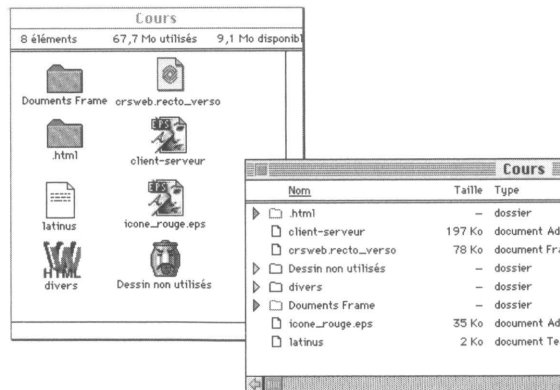 Cours
8 éléments 67,7 Mo utilisés 9,1 Mo disponibl
Douments Frame crsweb.recto_verso
.html client-serveur
EPS
latinus icone_rouge.eps
EPS
HTML
divers Dessin non utilisés
Cours
Nom Taille Type
.html – dossier
client-serveur 197 Ko document Ad
crsweb.recto_verso 78 Ko document Fra
Dessin non utilisés – dossier
divers – dossier
Douments Frame – dossier
icone_rouge.eps 35 Ko document Ad
latinus 2 Ko document Te